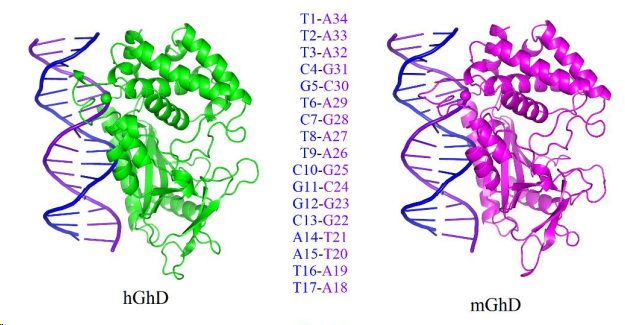 T1-A34
T2-A33
T3-A32
C4-G31
G5-C30
T6-A29
C7-G28
T8-A27
T9-A26
C10-G25
G11-C24
G12-G23
C13-G22
A14-T21
A15-T20
T16-A19
T17-A18
hGhD
mGhD